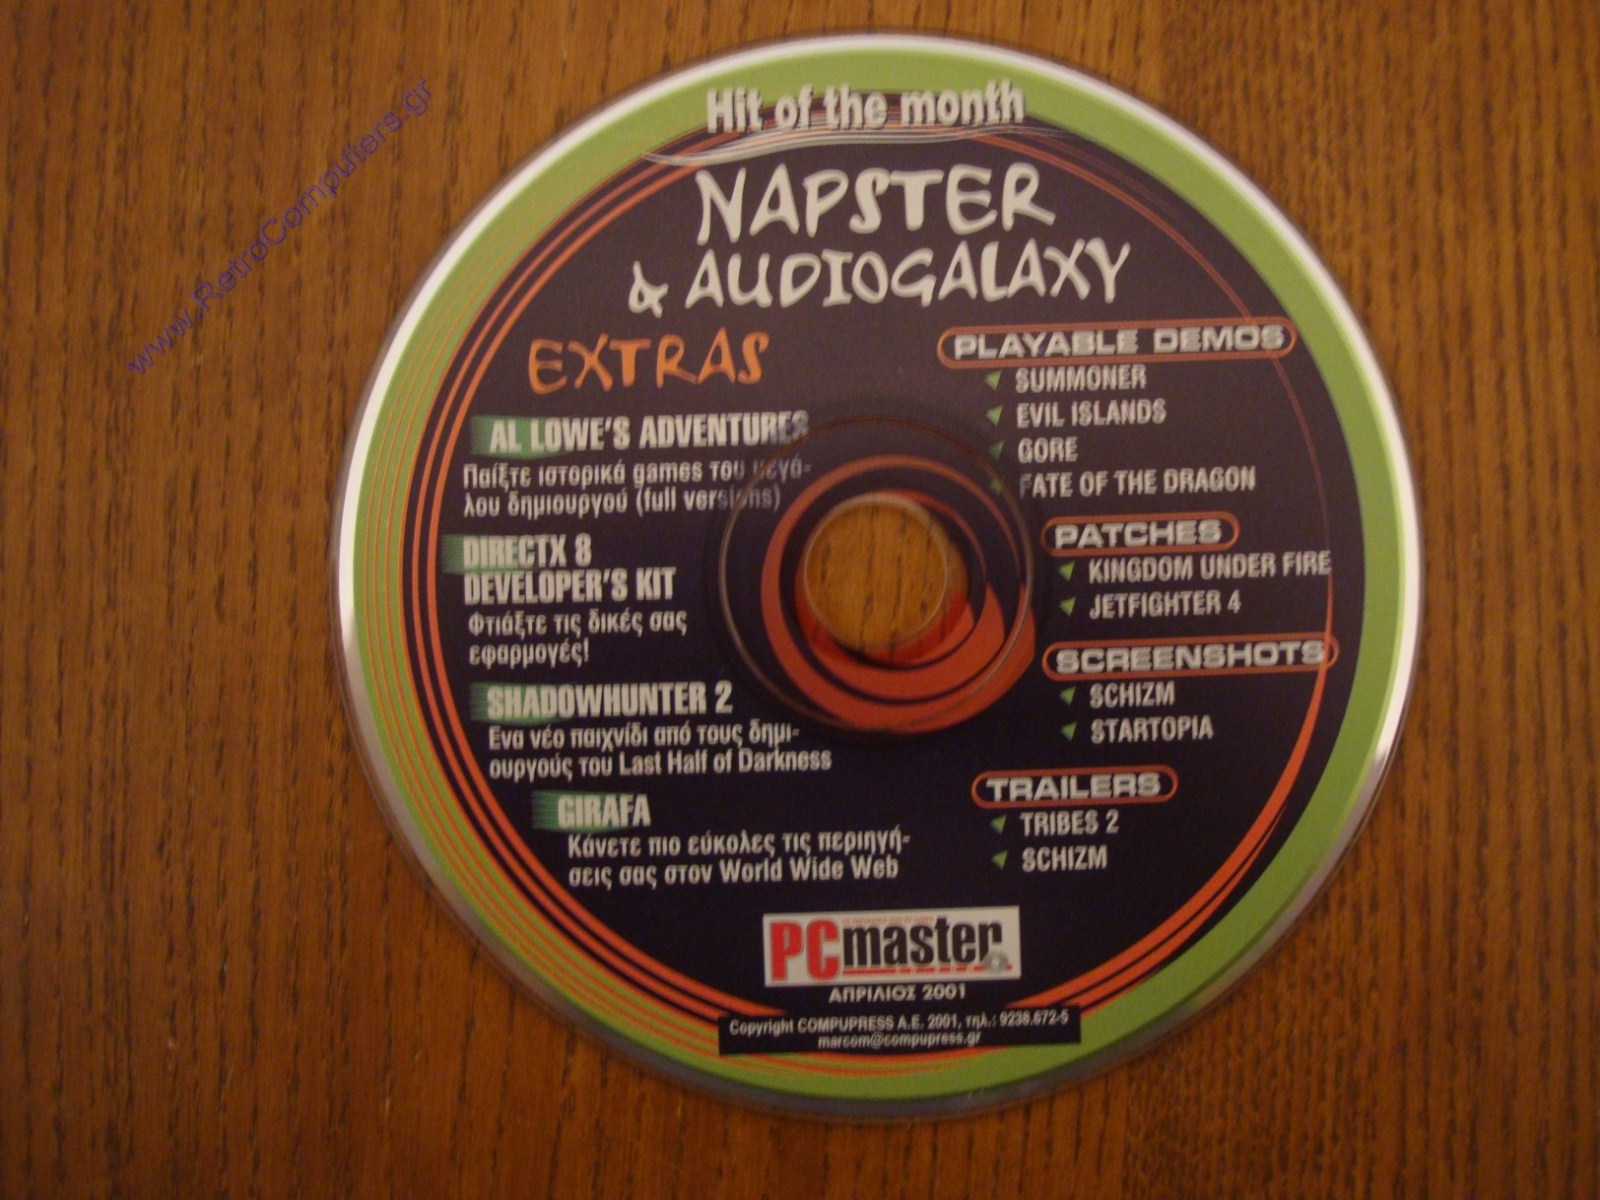 www.RetroComputers.gr
Hit of the month
NAPSTER
& AUDIOGALAXY
EXTRAS
AL LOWE'S ADVENTURES
Παίξτε ιστορικά games του μεγά-
λου δημιουργού (full versions)
DIRECTX 8
DEVELOPER'S KIT
Φτιάξτε τις δικές σας
εφαρμογές!
SHADOWHUNTER 2
Ενα νέο παιχνίδι από τους δημι-
ουργούς του Last Half of Darkness
GIRAFA
Κάνετε πιο εύκολες τις περιηγή-
σεις σας στον World Wide Web
PLAYABLE DEMOS
SUMMONER
EVIL ISLANDS
GORE
FATE OF THE DRAGON
PATCHES
KINGDOM UNDER FIRE
JETFIGHTER 4
SCREENSHOTS
SCHIZM
STARTOPIA
TRAILERS
TRIBES 2
SCHIZM
PCmaster
ΑΠΡΙΛΙΟΣ 2001
Copyright COMPUPRESS A.E. 2001, τηλ.: 9238.672-5
marcom@compupress.gr